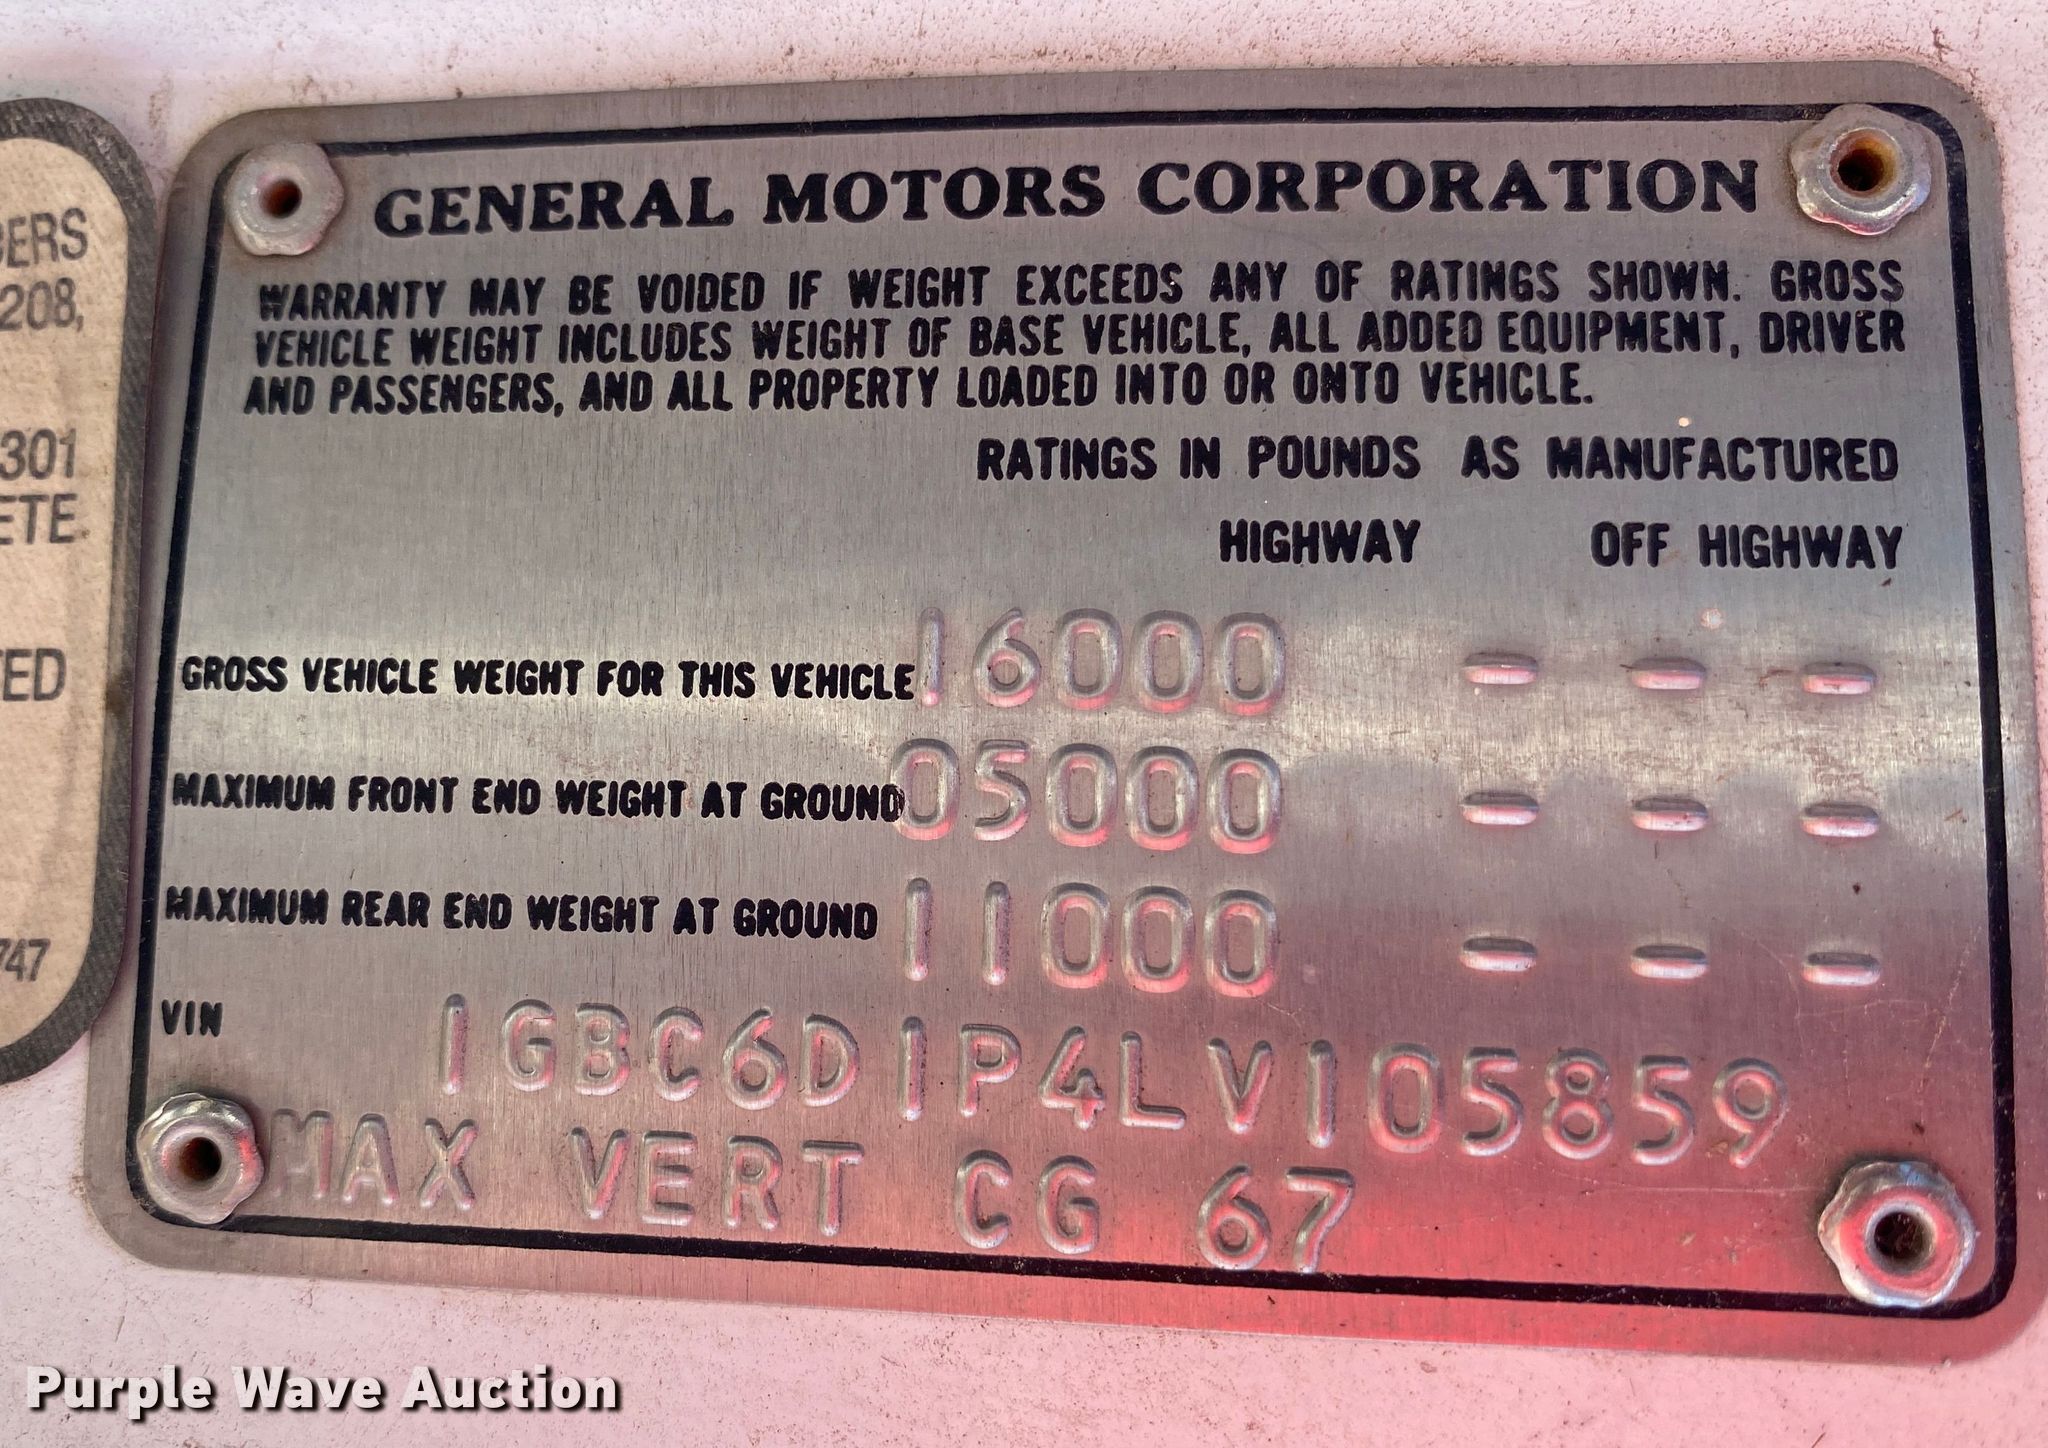 BERS
208,
301
ETE
TED
747
GENERAL MOTORS CORPORATION
WARRANTY MAY BE VOIDED IF WEIGHT EXCEEDS ANY OF RATINGS SHOWN. GROSS
VEHICLE WEIGHT INCLUDES WEIGHT OF BASE VEHICLE, ALL ADDED EQUIPMENT, DRIVER
AND PASSENGERS, AND ALL PROPERTY LOADED INTO OR ONTO VEHICLE.
RATINGS IN POUNDS AS MANUFACTURED
HIGHWAY OFF HIGHWAY
GROSS VEHICLE WEIGHT FOR THIS VEHICLE 16000 - - -
MAXIMUM FRONT END WEIGHT AT GROUND 05000 - - -
MAXIMUM REAR END WEIGHT AT GROUND 11000 - - -
VIN 1GBC6D1P4LV105859
MAX VERT CG 67
Purple Wave Auction